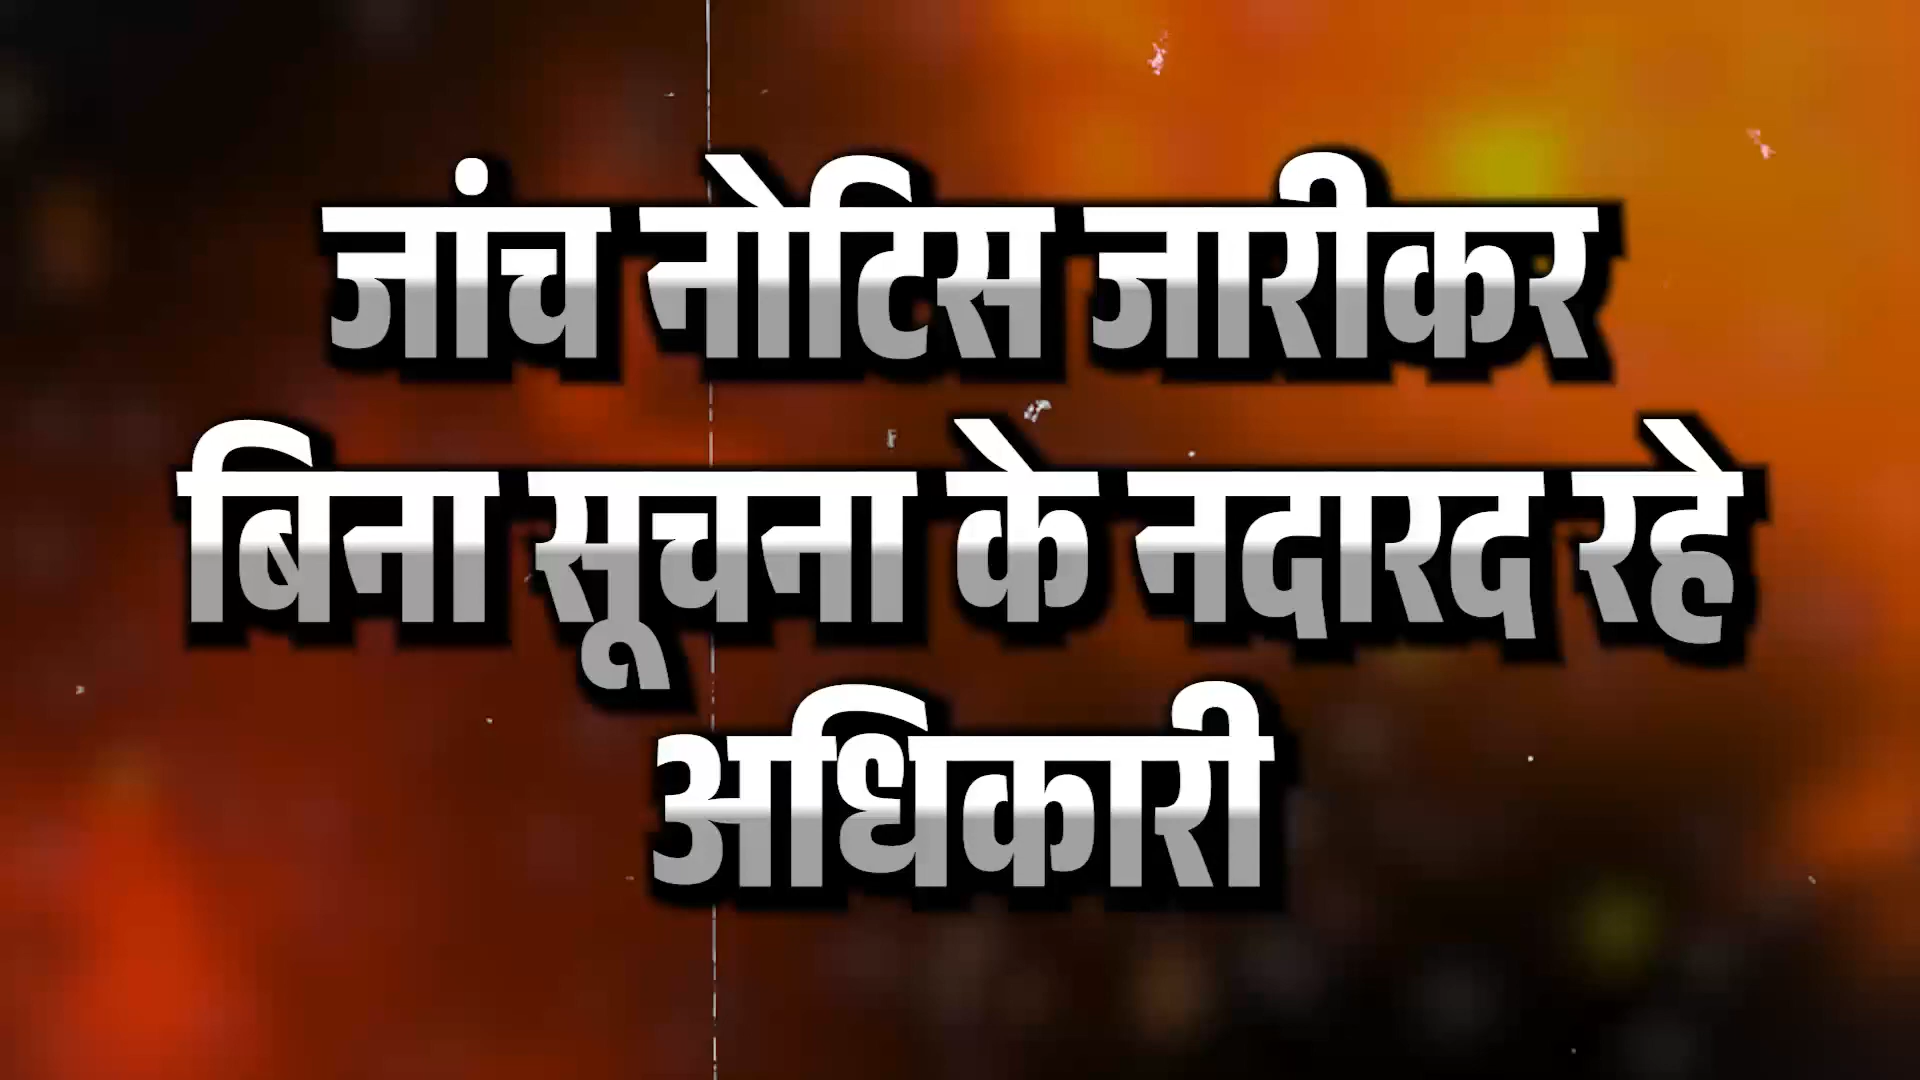 जांच नोटिस जारीकर
बिना सूचना के नदारद रहे
अधिकारी